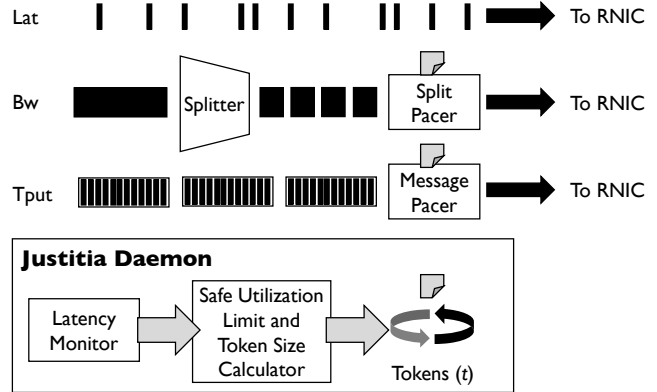 Lat
To RNIC
Bw
Splitter
Split
Pacer
To RNIC
Tput
Message
Pacer
To RNIC
Justitia Daemon
Latency
Monitor
Safe Utilization
Limit and
Token Size
Calculator
Tokens (t)